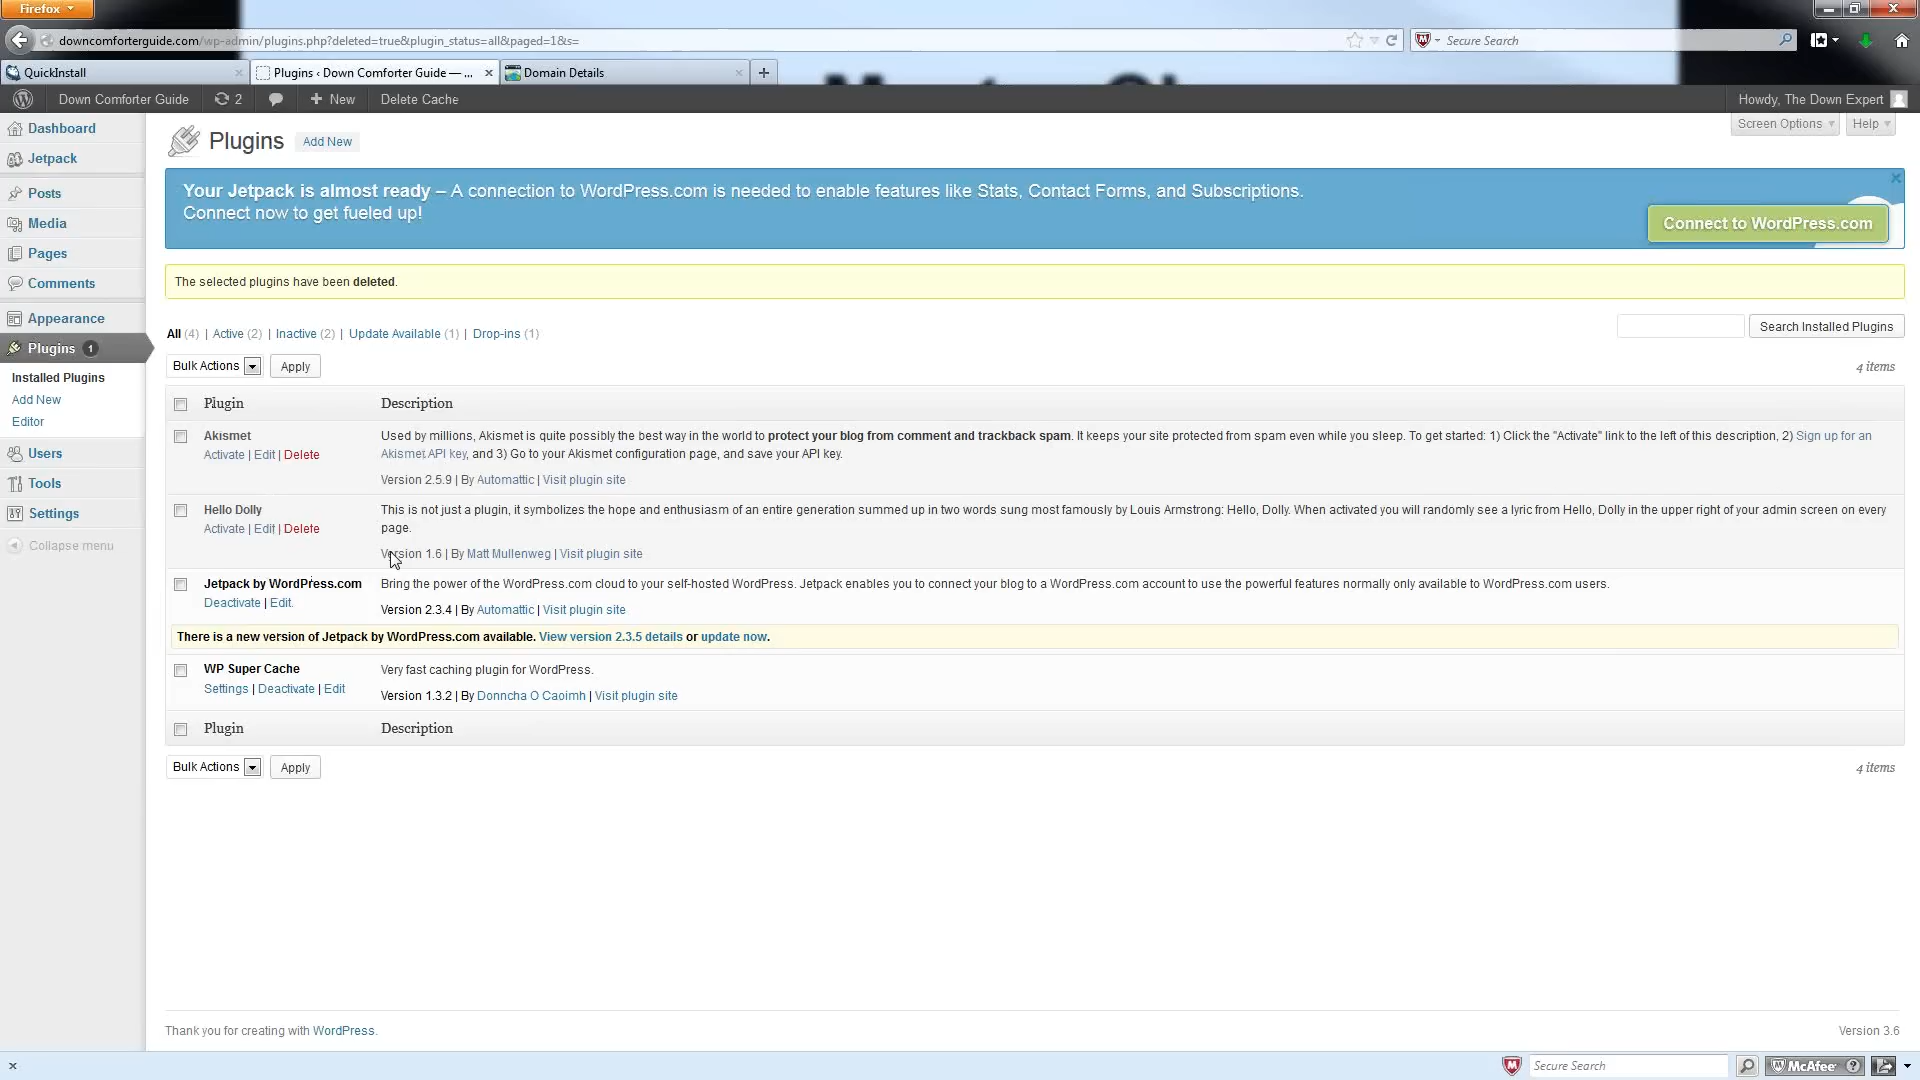 Firefox
downcomforterguide.com/wp-admin/plugins.php?deleted=true&plugin_status=all&paged=1&s=
Secure Search
QuickInstall
Plugins ‹ Down Comforter Guide — ...
Domain Details
Down Comforter Guide
2
New
Delete Cache
Howdy, The Down Expert
Dashboard
Jetpack
Posts
Media
Pages
Comments
Appearance
Plugins 1
Installed Plugins
Add New
Editor
Users
Tools
Settings
Collapse menu
Screen Options
Help
Plugins
Add New
Your Jetpack is almost ready – A connection to WordPress.com is needed to enable features like Stats, Contact Forms, and Subscriptions.
Connect now to get fueled up!
Connect to WordPress.com
The selected plugins have been deleted.
All (4) | Active (2) | Inactive (2) | Update Available (1) | Drop-ins (1)
Search Installed Plugins
Bulk Actions
Apply
4 items
Plugin
Description
Akismet
Activate | Edit | Delete
Used by millions, Akismet is quite possibly the best way in the world to protect your blog from comment and trackback spam. It keeps your site protected from spam even while you sleep. To get started: 1) Click the "Activate" link to the left of this description, 2) Sign up for an
Akismet API key, and 3) Go to your Akismet configuration page, and save your API key.
Version 2.5.9 | By Automattic | Visit plugin site
Hello Dolly
Activate | Edit | Delete
This is not just a plugin, it symbolizes the hope and enthusiasm of an entire generation summed up in two words sung most famously by Louis Armstrong: Hello, Dolly. When activated you will randomly see a lyric from Hello, Dolly in the upper right of your admin screen on every
page.
Version 1.6 | By Matt Mullenweg | Visit plugin site
Jetpack by WordPress.com
Deactivate | Edit
Bring the power of the WordPress.com cloud to your self-hosted WordPress. Jetpack enables you to connect your blog to a WordPress.com account to use the powerful features normally only available to WordPress.com users.
Version 2.3.4 | By Automattic | Visit plugin site
There is a new version of Jetpack by WordPress.com available. View version 2.3.5 details or update now.
WP Super Cache
Settings | Deactivate | Edit
Very fast caching plugin for WordPress.
Version 1.3.2 | By Donncha O Caoimh | Visit plugin site
Plugin
Description
Bulk Actions
Apply
4 items
Thank you for creating with WordPress.
Version 3.6
Secure Search
McAfee